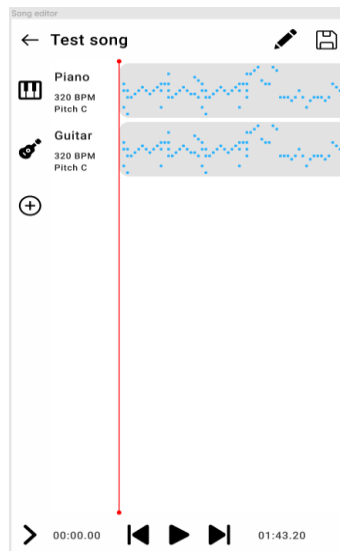 Song editor
Test song
Piano
320 BPM
Pitch C
Guitar
320 BPM
Pitch C
00:00.00
01:43.20